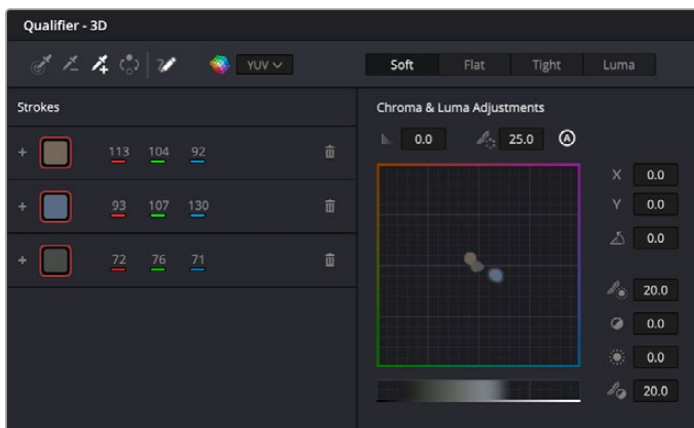 Qualifier - 3D
YUV
Soft Flat Tight Luma
Strokes
Chroma & Luma Adjustments
0.0 25.0 A
+ 113 104 92
X 0.0
+ 93 107 130
Y 0.0
0.0
+ 72 76 71
20.0
0.0
0.0
20.0